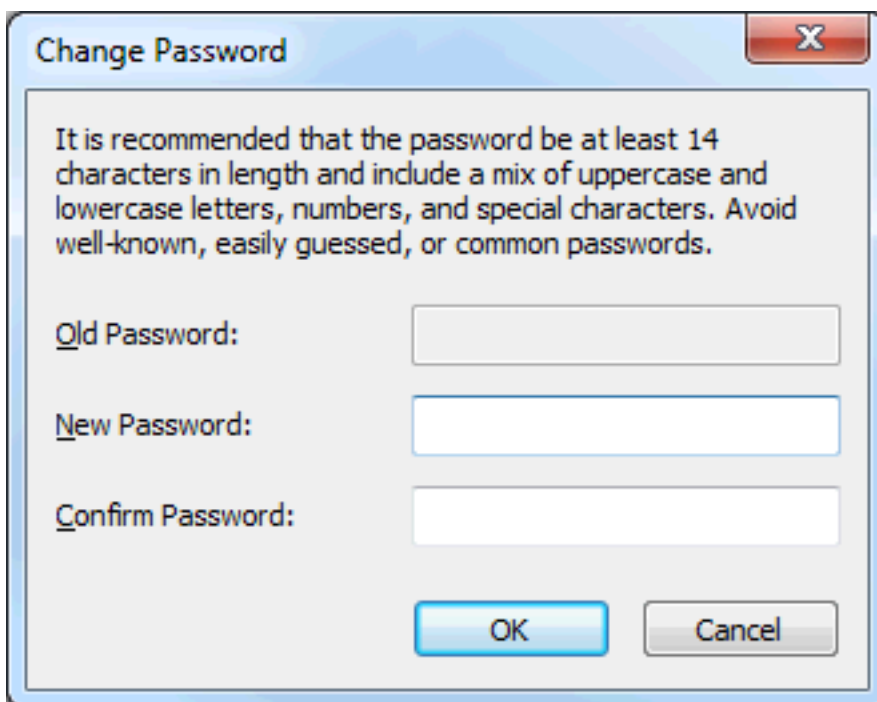 Change Password
It is recommended that the password be at least 14
characters in length and include a mix of uppercase and
lowercase letters, numbers, and special characters. Avoid
well-known, easily guessed, or common passwords.
Old Password:
New Password:
Confirm Password:
OK Cancel